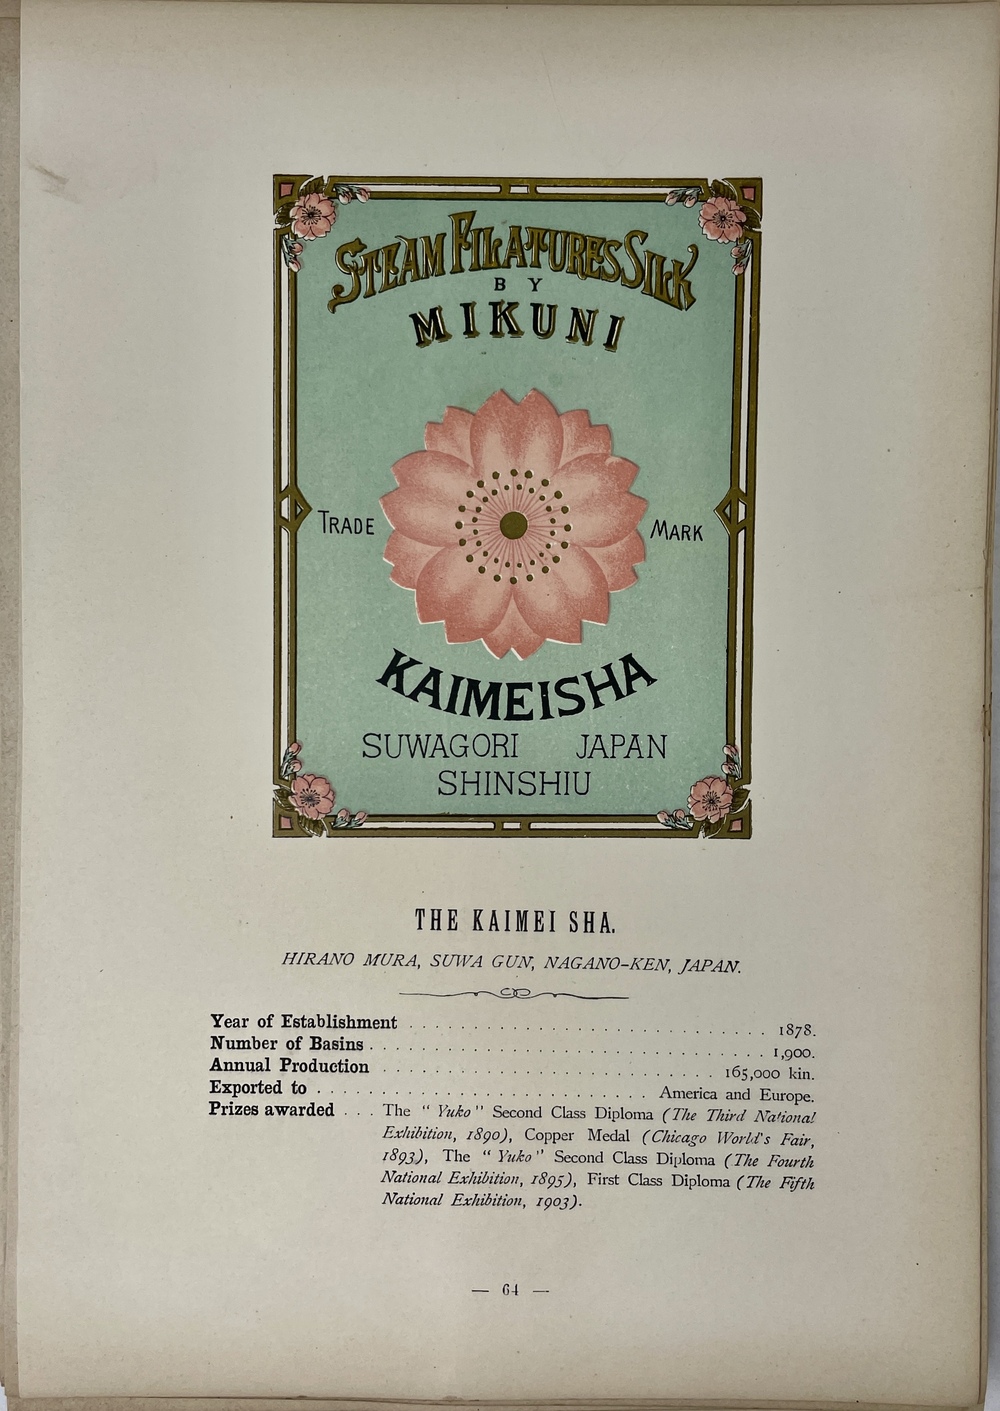 STEAM FILATURES SILK
BY
MIKUNI
TRADE MARK
KAIMEISHA
SUWAGORI JAPAN
SHINSHIU
THE KAIMEI SHA.
HIRANO MURA, SUWA GUN, NAGANO-KEN, JAPAN.
Year of Establishment . . . . . . . . . . . . . . . . . . . . . . . . . . . . 1878.
Number of Basins . . . . . . . . . . . . . . . . . . . . . . . . . . . . . . . 1,900.
Annual Production . . . . . . . . . . . . . . . . . . . . . . . . . . 165,000 kin.
Exported to . . . . . . . . . . . . . . . . . . . . . . . . . . America and Europe.
Prizes awarded . . . The "Yuko" Second Class Diploma (The Third National
Exhibition, 1890), Copper Medal (Chicago World's Fair,
1893), The "Yuko" Second Class Diploma (The Fourth
National Exhibition, 1895), First Class Diploma (The Fifth
National Exhibition, 1903).
— 64 —